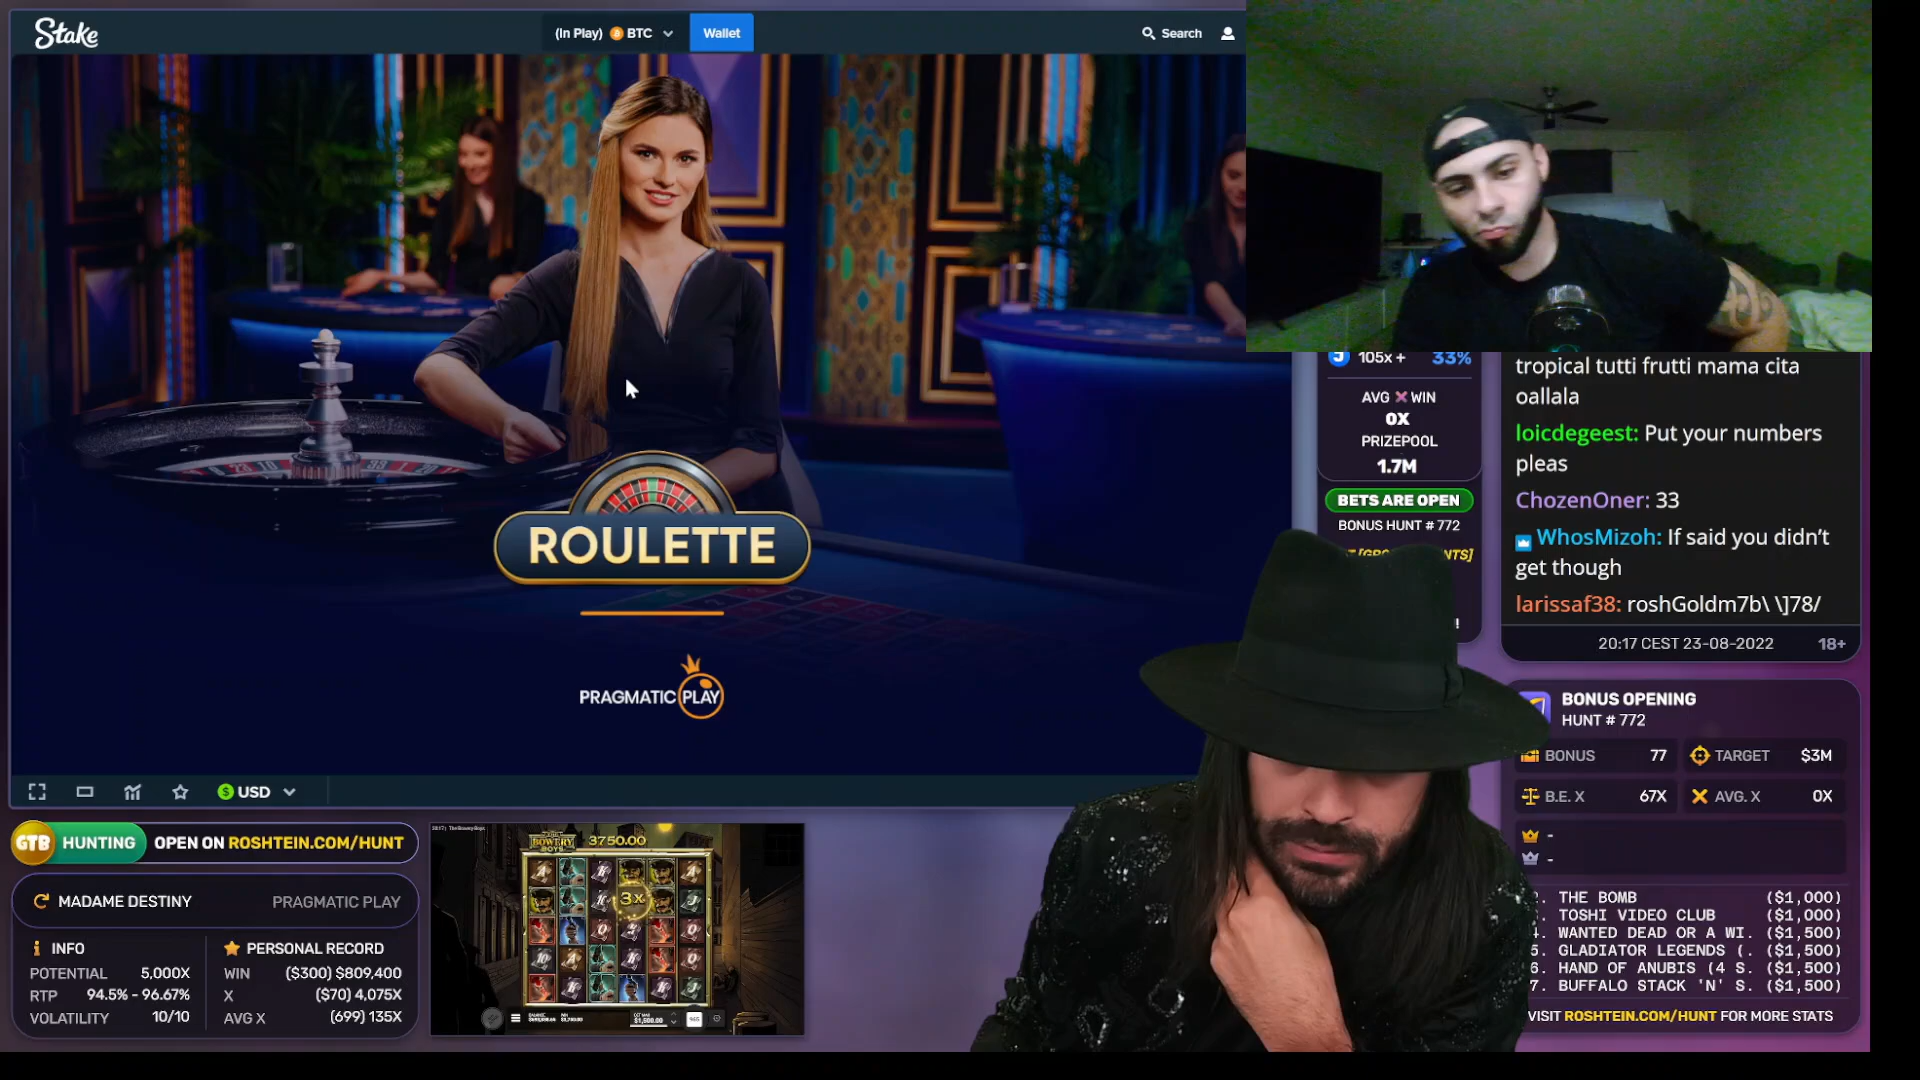 Stake
(In Play) BTC
Wallet
Search
ROULETTE
PRAGMATIC PLAY
USD
105x + 33%
AVG X WIN
0X
PRIZEPOOL
1.7M
BETS ARE OPEN
BONUS HUNT # 772
tropical tutti frutti mama cita
oallala
loicdegeest: Put your numbers
pleas
ChozenOner: 33
WhosMizoh: If said you didn’t
get though
larissaf38: roshGoldm7b\ \]78/
20:17 CEST 23-08-2022 18+
BONUS OPENING
HUNT # 772
BONUS 77 TARGET $3M
B.E. X 67X AVG. X 0X
-
-
THE BOMB ($1,000)
TOSHI VIDEO CLUB ($1,000)
4. WANTED DEAD OR A WI. ($1,500)
5. GLADIATOR LEGENDS (. ($1,500)
6. HAND OF ANUBIS (4 S. ($1,500)
7. BUFFALO STACK 'N' S. ($1,500)
VISIT ROSHTEIN.COM/HUNT FOR MORE STATS
GTB HUNTING OPEN ON ROSHTEIN.COM/HUNT
MADAME DESTINY PRAGMATIC PLAY
INFO
POTENTIAL 5,000X
RTP 94.5% - 96.67%
VOLATILITY 10/10
PERSONAL RECORD
WIN ($300) $809,400
X ($70) 4,075X
AVG X (699) 135X
THE BOWERY BOYS 3750.00
3x